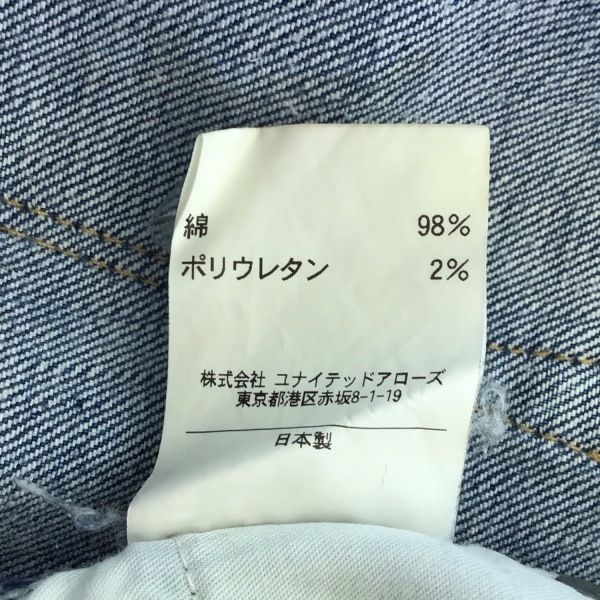 綿 98%
ポリウレタン 2%
株式会社 ユナイテッドアローズ
東京都港区赤坂8-1-19
日本製